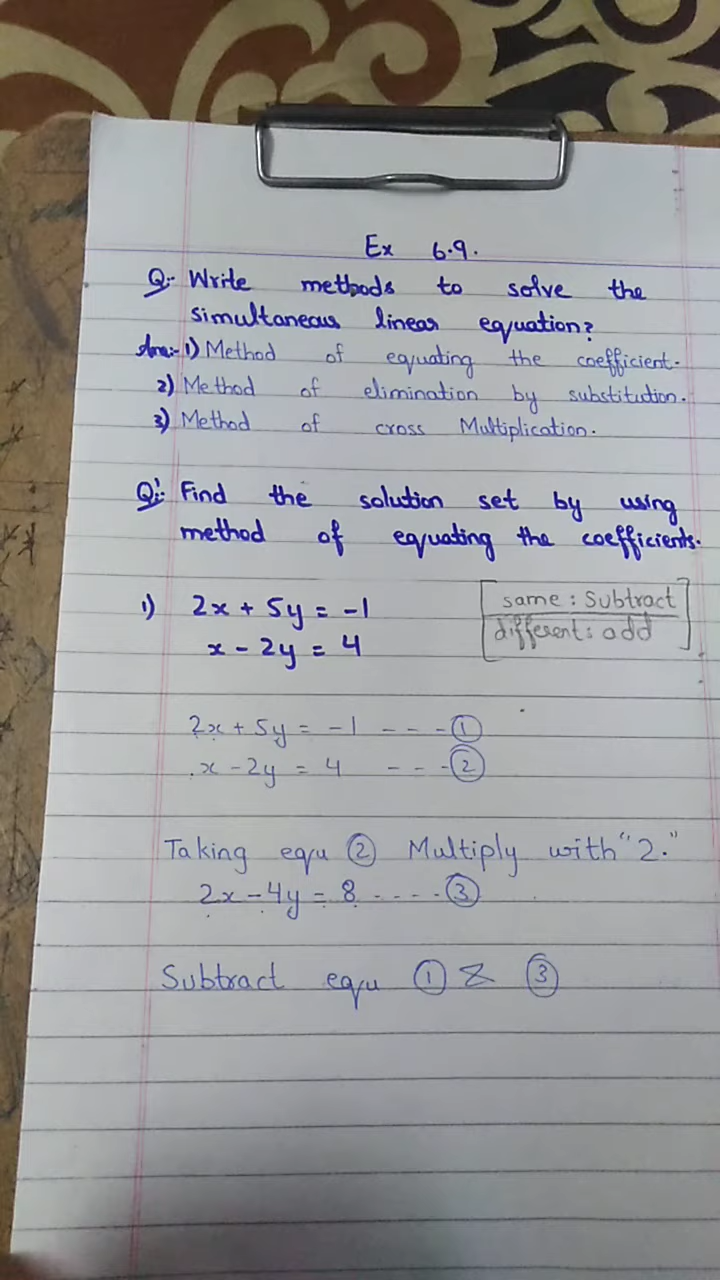 Ex 6.9.
Q:- Write methods to solve the
simultaneous linear equation?
Ans:- 1) Method of equating the coefficient.
2) Method of elimination by substitution.
3) Method of cross Multiplication.
Q1:- Find the solution set by using
method of equating the coefficients.
1) 2x + 5y = -1
x - 2y = 4
[same : Subtract
different: add]
2x + 5y = -1 - - - ①
x - 2y = 4 - - - ②
Taking equ ② Multiply with "2."
2x - 4y = 8 - - - - ③
Subtract equ ① & ③